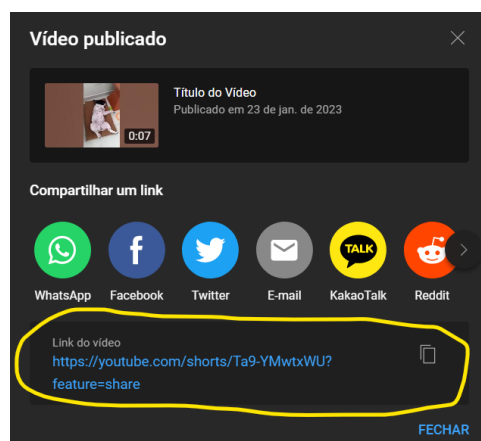 Vídeo publicado
Título do Vídeo
Publicado em 23 de jan. de 2023
0:07
Compartilhar um link
f
TALK
WhatsApp Facebook Twitter E-mail KakaoTalk Reddit
Link do vídeo
https://youtube.com/shorts/Ta9-YMwtxWU?
feature=share
FECHAR